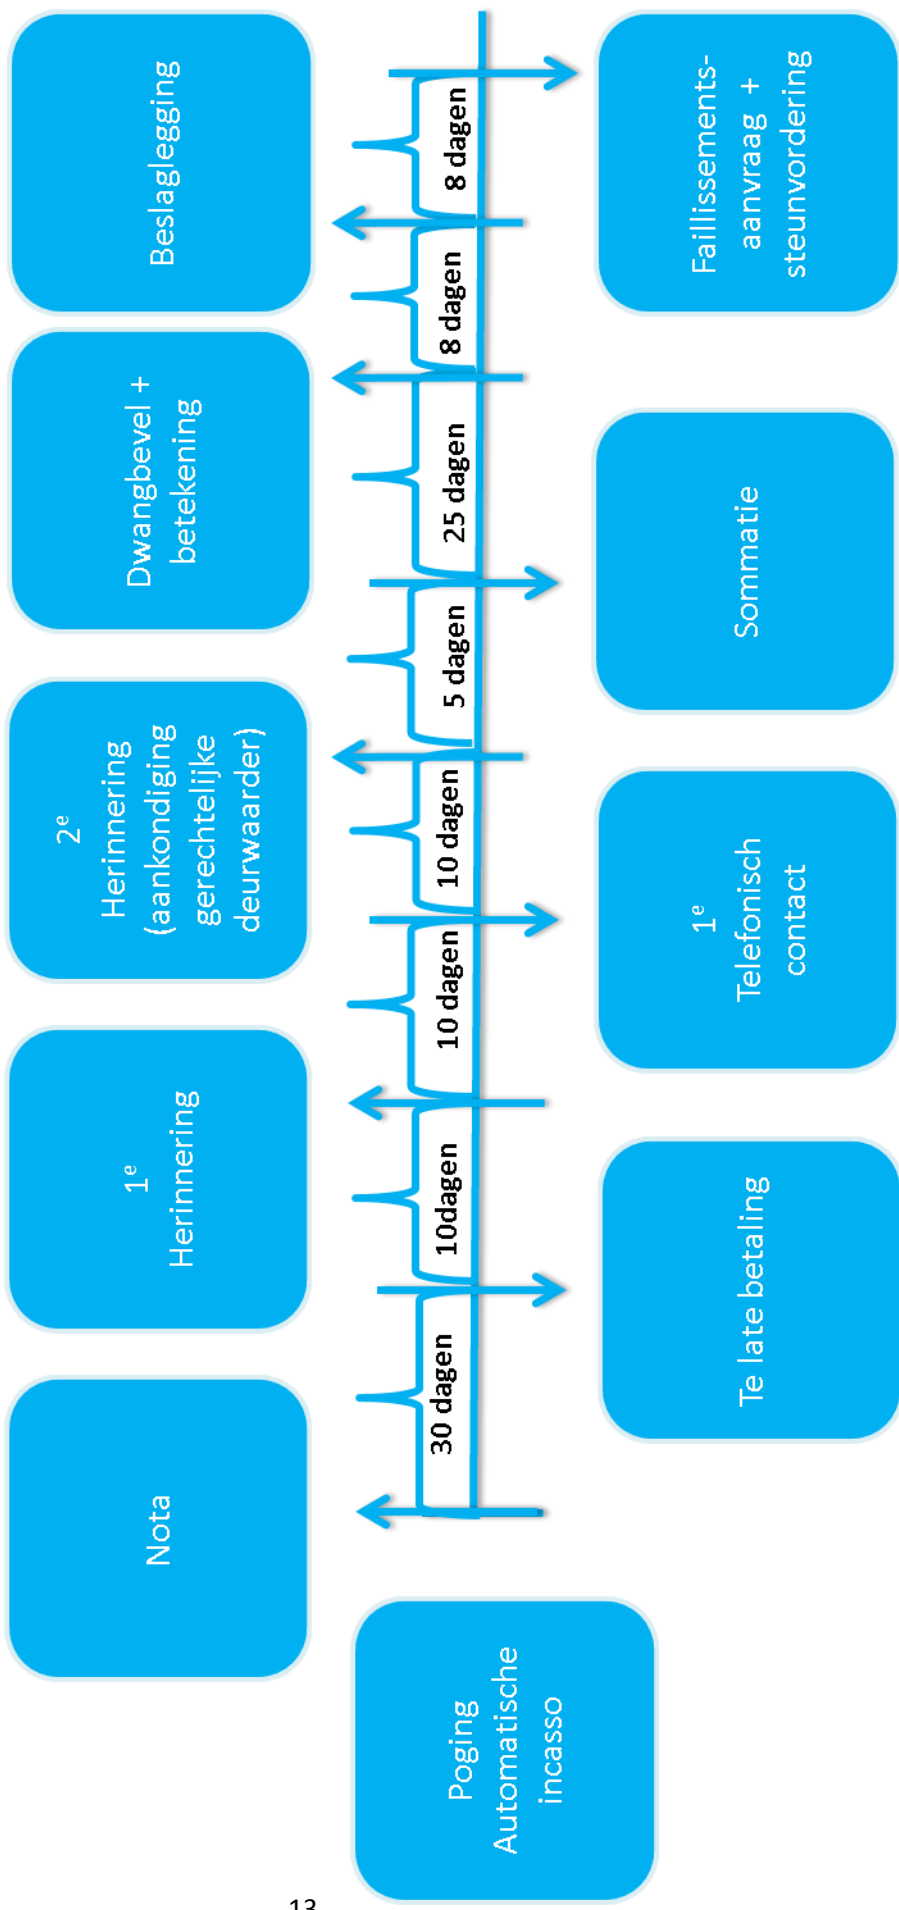 Poging
Automatische
incasso
Nota
1e
Herinnering
2e
Herinnering
(aankondiging
gerechtelijke
deurwaarder)
Dwangbevel +
betekening
Beslaglegging
30 dagen
10dagen
10 dagen
10 dagen
5 dagen
25 dagen
8 dagen
8 dagen
Te late betaling
1e
Telefonisch
contact
Sommatie
Faillissements-
aanvraag +
steunvordering
13